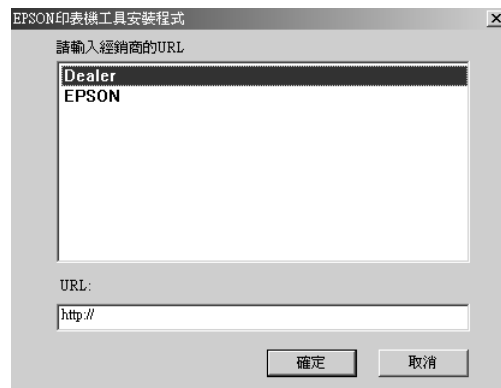 EPSON印表機工具安裝程式
請輸入經銷商的URL
Dealer
EPSON
URL:
http://
確定
取消